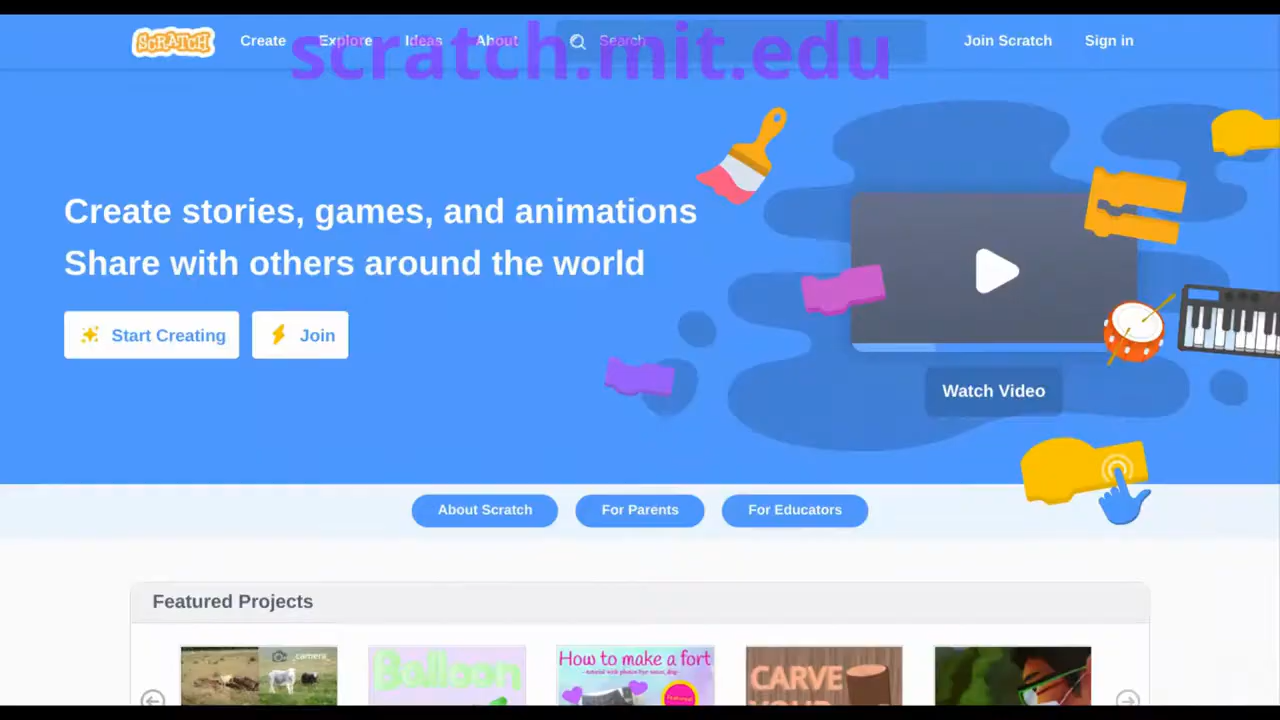 SCRATCH Create Explore Ideas About Search Join Scratch Sign in
scratch.mit.edu
Create stories, games, and animations
Share with others around the world
Start Creating Join
Watch Video
About Scratch For Parents For Educators
Featured Projects
camera
Balloon
How to make a fort
CARVE